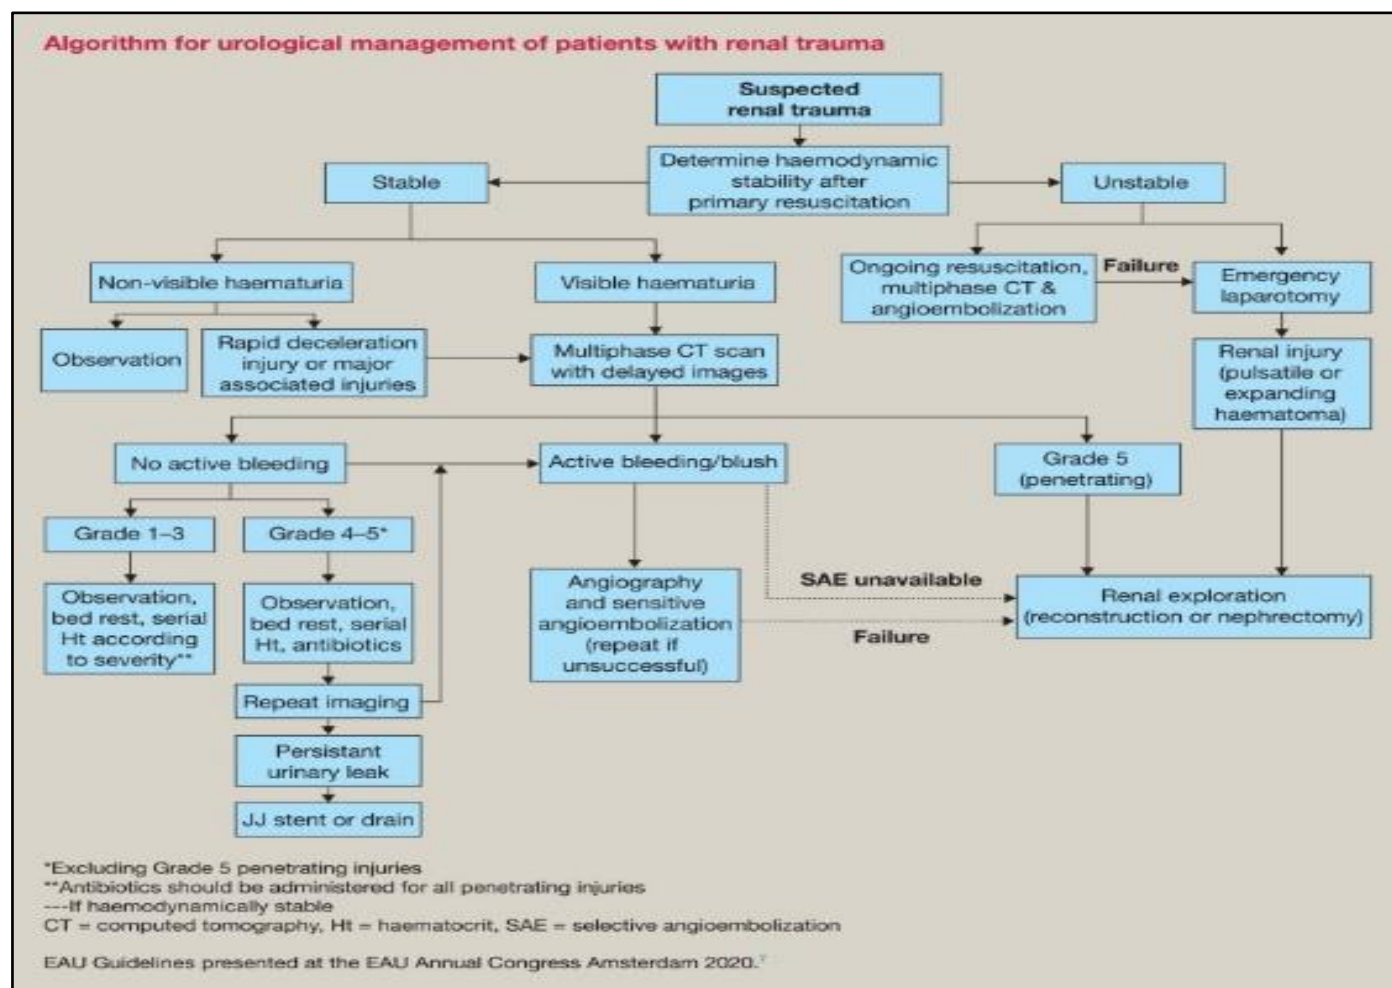 Algorithm for urological management of patients with renal trauma
Suspected
renal trauma
Determine haemodynamic
stability after
primary resuscitation
Stable
Unstable
Non-visible haematuria
Visible haematuria
Ongoing resuscitation,
multiphase CT &
angioembolization
Failure
Emergency
laparotomy
Observation
Rapid deceleration
injury or major
associated injuries
Multiphase CT scan
with delayed images
Renal injury
(pulsatile or
expanding
haematoma)
No active bleeding
Active bleeding/blush
Grade 5
(penetrating)
Grade 1–3
Grade 4–5*
Observation,
bed rest, serial
Ht according
to severity**
Observation,
bed rest, serial
Ht, antibiotics
Angiography
and sensitive
angioembolization
(repeat if
unsuccessful)
SAE unavailable
Failure
Renal exploration
(reconstruction or nephrectomy)
Repeat imaging
Persistant
urinary leak
JJ stent or drain
*Excluding Grade 5 penetrating injuries
**Antibiotics should be administered for all penetrating injuries
---If haemodynamically stable
CT = computed tomography, Ht = haematocrit, SAE = selective angioembolization
EAU Guidelines presented at the EAU Annual Congress Amsterdam 2020.